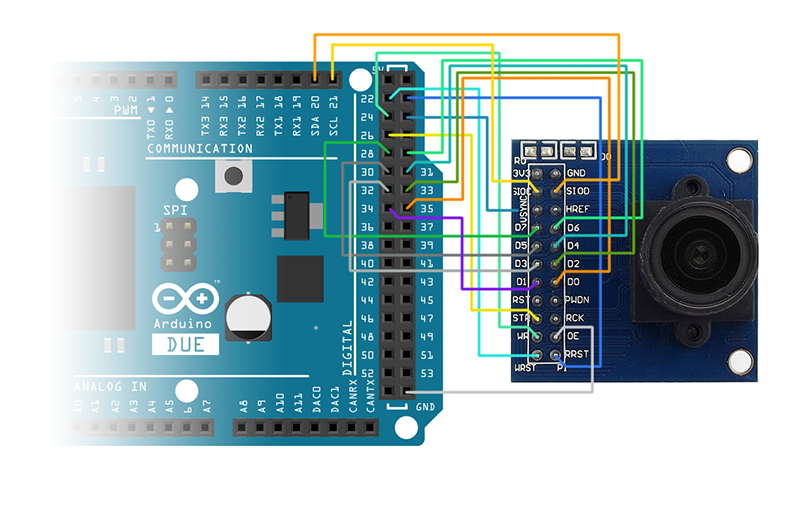 PWM
TX0 1
RX0 0
TX3 14
RX3 15
TX2 16
RX2 17
TX1 18
RX1 19
SDA 20
SCL 21
COMMUNICATION
SPI
1
Arduino
TM
DUE
5V
22
24
26
28
30 31
32 33
34 35
36 37
38 39
40 41
42 43
44 45
46 47
48 49
50 51
52 53
GND
DIGITAL
ANALOG IN
A0
A1
A2
A3
A4
A5
6
A7
A8
A9
A10
A11
DAC0
DAC1
CANRX
CANTX
3V3 GND
SIOC SIOD
VSYNC HREF
D7 D6
D5 D4
D3 D2
D1 D0
RST PWDN
STR RCK
WR OE
RRST
WRST P1